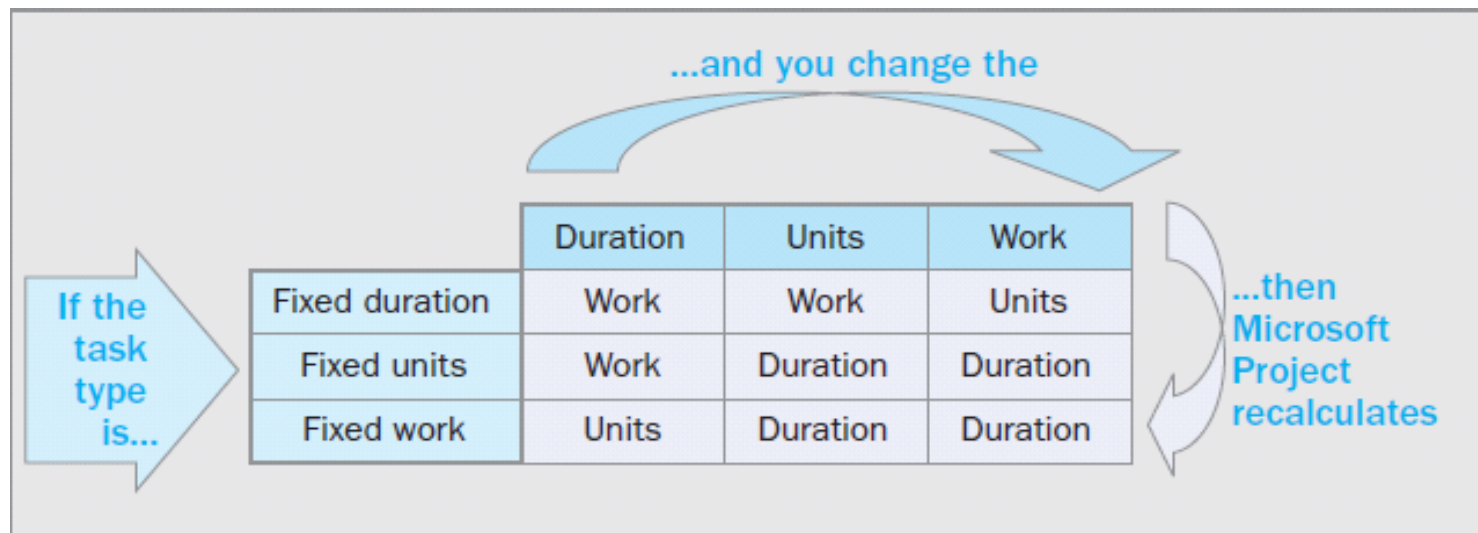 ...and you change the
Duration Units Work
Fixed duration Work Work Units
Fixed units Work Duration Duration
Fixed work Units Duration Duration
If the
task
type
is...
...then
Microsoft
Project
recalculates